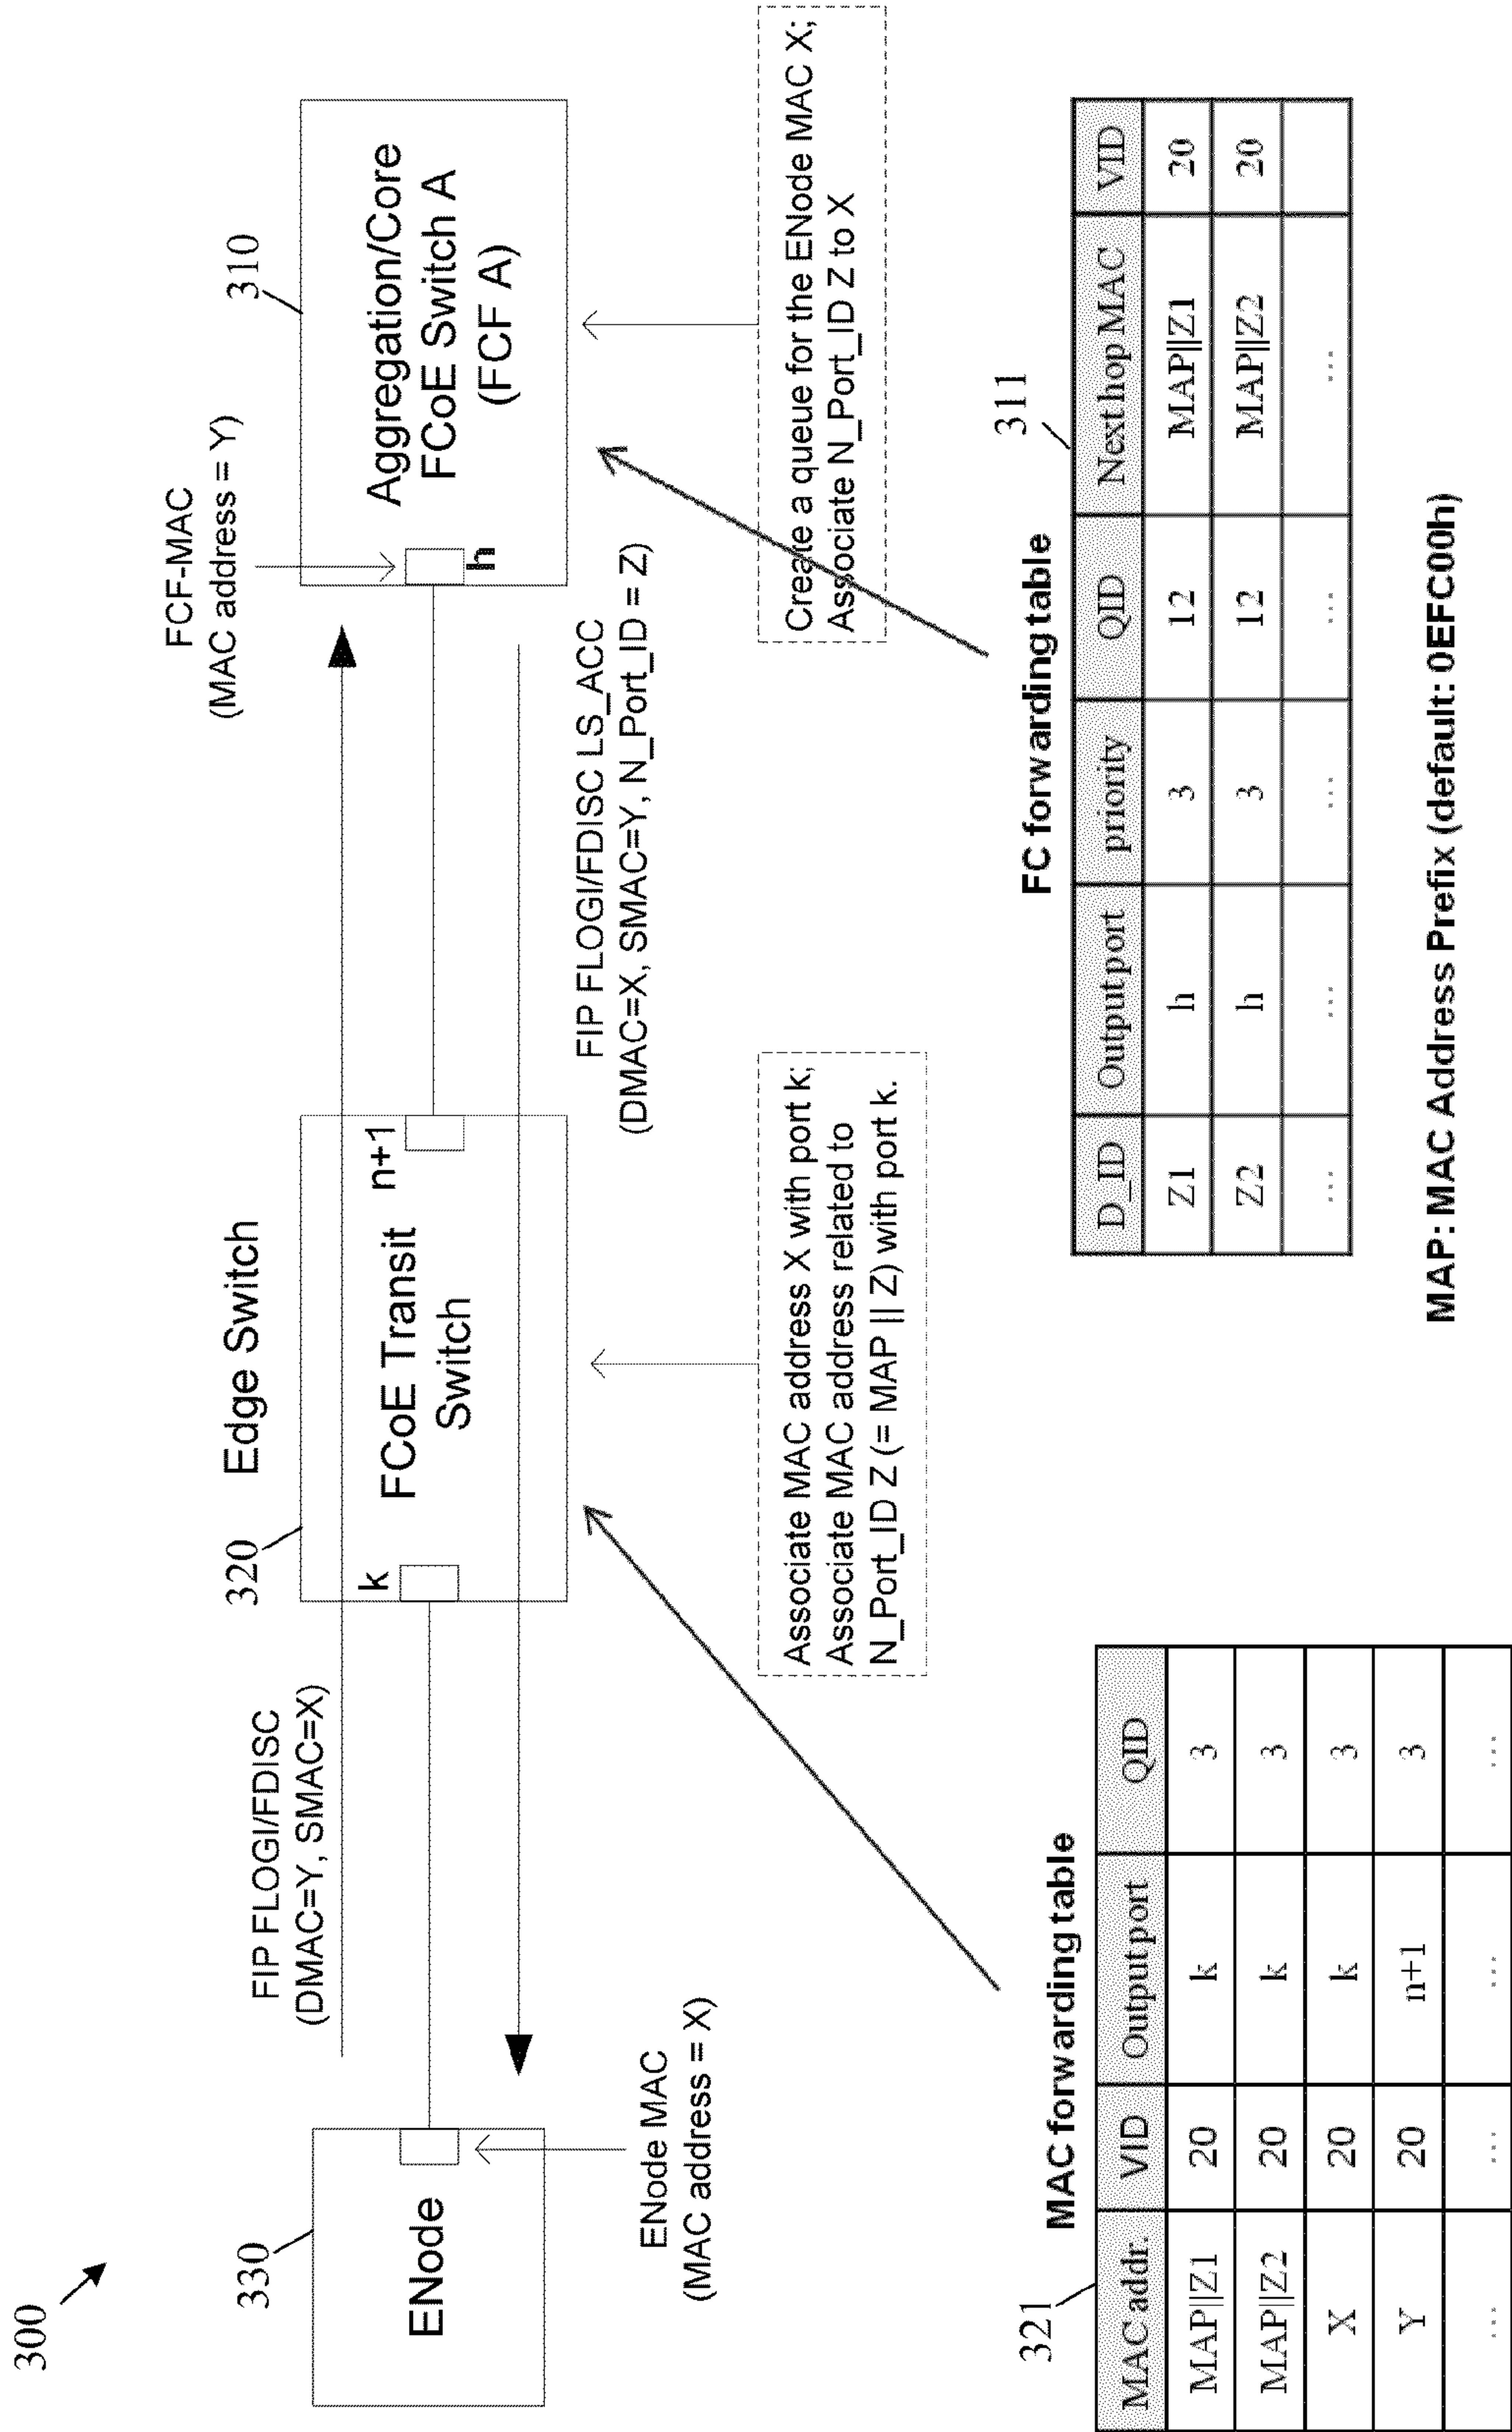 300
330
ENode
ENode MAC
(MAC address = X)
FIP FLOGI/FDISC
(DMAC=Y, SMAC=X)
320
Edge Switch
k
FCoE Transit
Switch
n+1
Associate MAC address X with port k;
Associate MAC address related to
N_Port_ID Z (= MAP || Z) with port k.
FIP FLOGI/FDISC LS_ACC
(DMAC=X, SMAC=Y, N_Port_ID = Z)
FCF-MAC
(MAC address = Y)
310
h
Aggregation/Core
FCoE Switch A
(FCF A)
Create a queue for the ENode MAC X;
Associate N_Port_ID Z to X
321
MAC forwarding table
MAC addr. VID Output port QID
MAP||Z1 20 k 3
MAP||Z2 20 k 3
X 20 k 3
Y 20 n+1 3
... ... ... ...
311
FC forwarding table
D_ID Output port priority QID Next hop MAC VID
Z1 h 3 12 MAP||Z1 20
Z2 h 3 12 MAP||Z2 20
... ... ... ... ...
MAP: MAC Address Prefix (default: 0EFC00h)